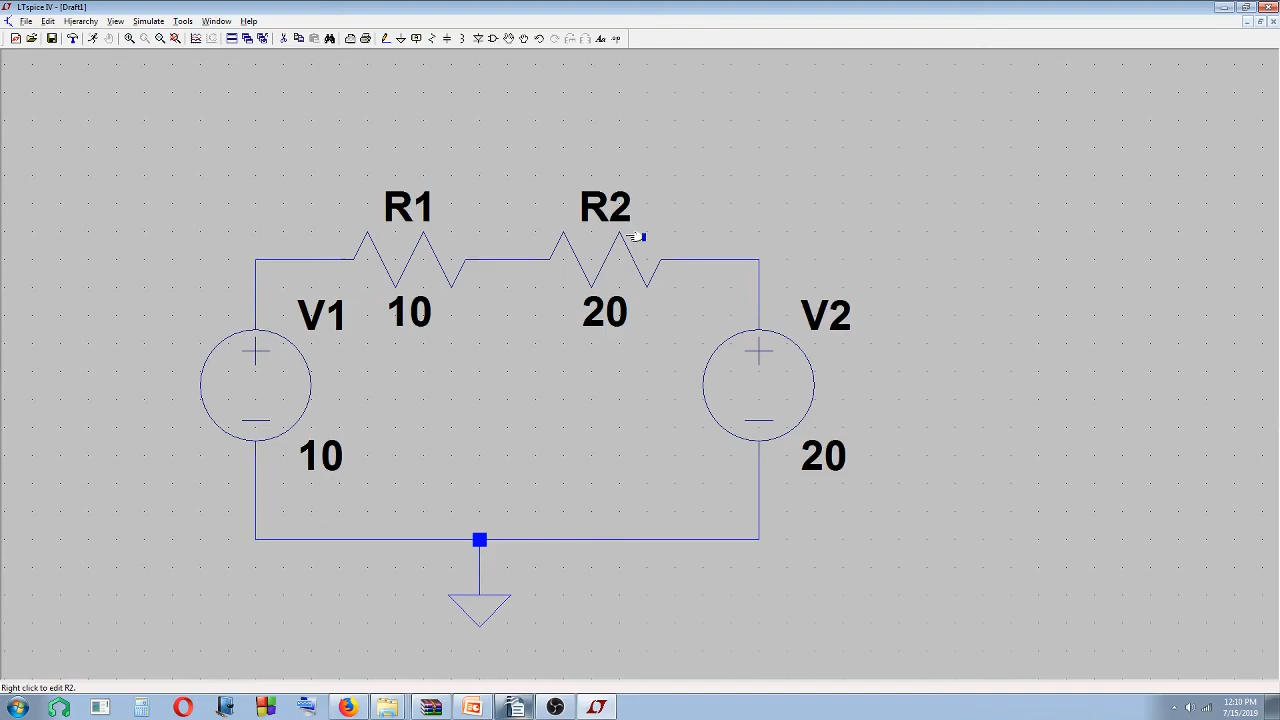 LTspice IV - [Draft1]
File Edit Hierarchy View Simulate Tools Window Help
R1 R2
V1 10 20 V2
10 20
Right click to edit R2.
12:10 PM
7/15/2019